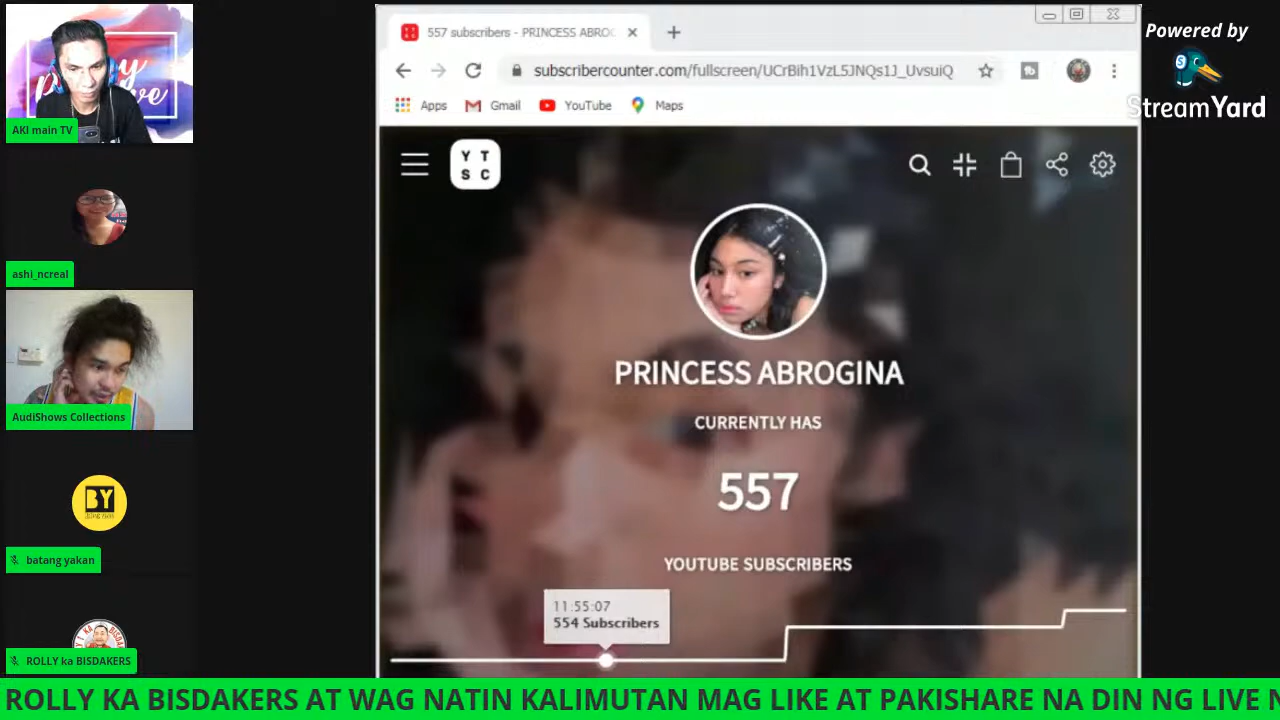 557 subscribers - PRINCESS ABROG
subscribercounter.com/fullscreen/UCrBih1VzL5JNQs1J_UvsuiQ
Apps
Gmail
YouTube
Maps
Powered by
StreamYard
AKI main TV
ashi_ncreal
AudiShows Collections
BY
batang yakan
ROLLY ka BISDAKERS
Y T
S C
PRINCESS ABROGINA
CURRENTLY HAS
557
YOUTUBE SUBSCRIBERS
11:55:07
554 Subscribers
ROLLY KA BISDAKERS AT WAG NATIN KALIMUTAN MAG LIKE AT PAKISHARE NA DIN NG LIVE